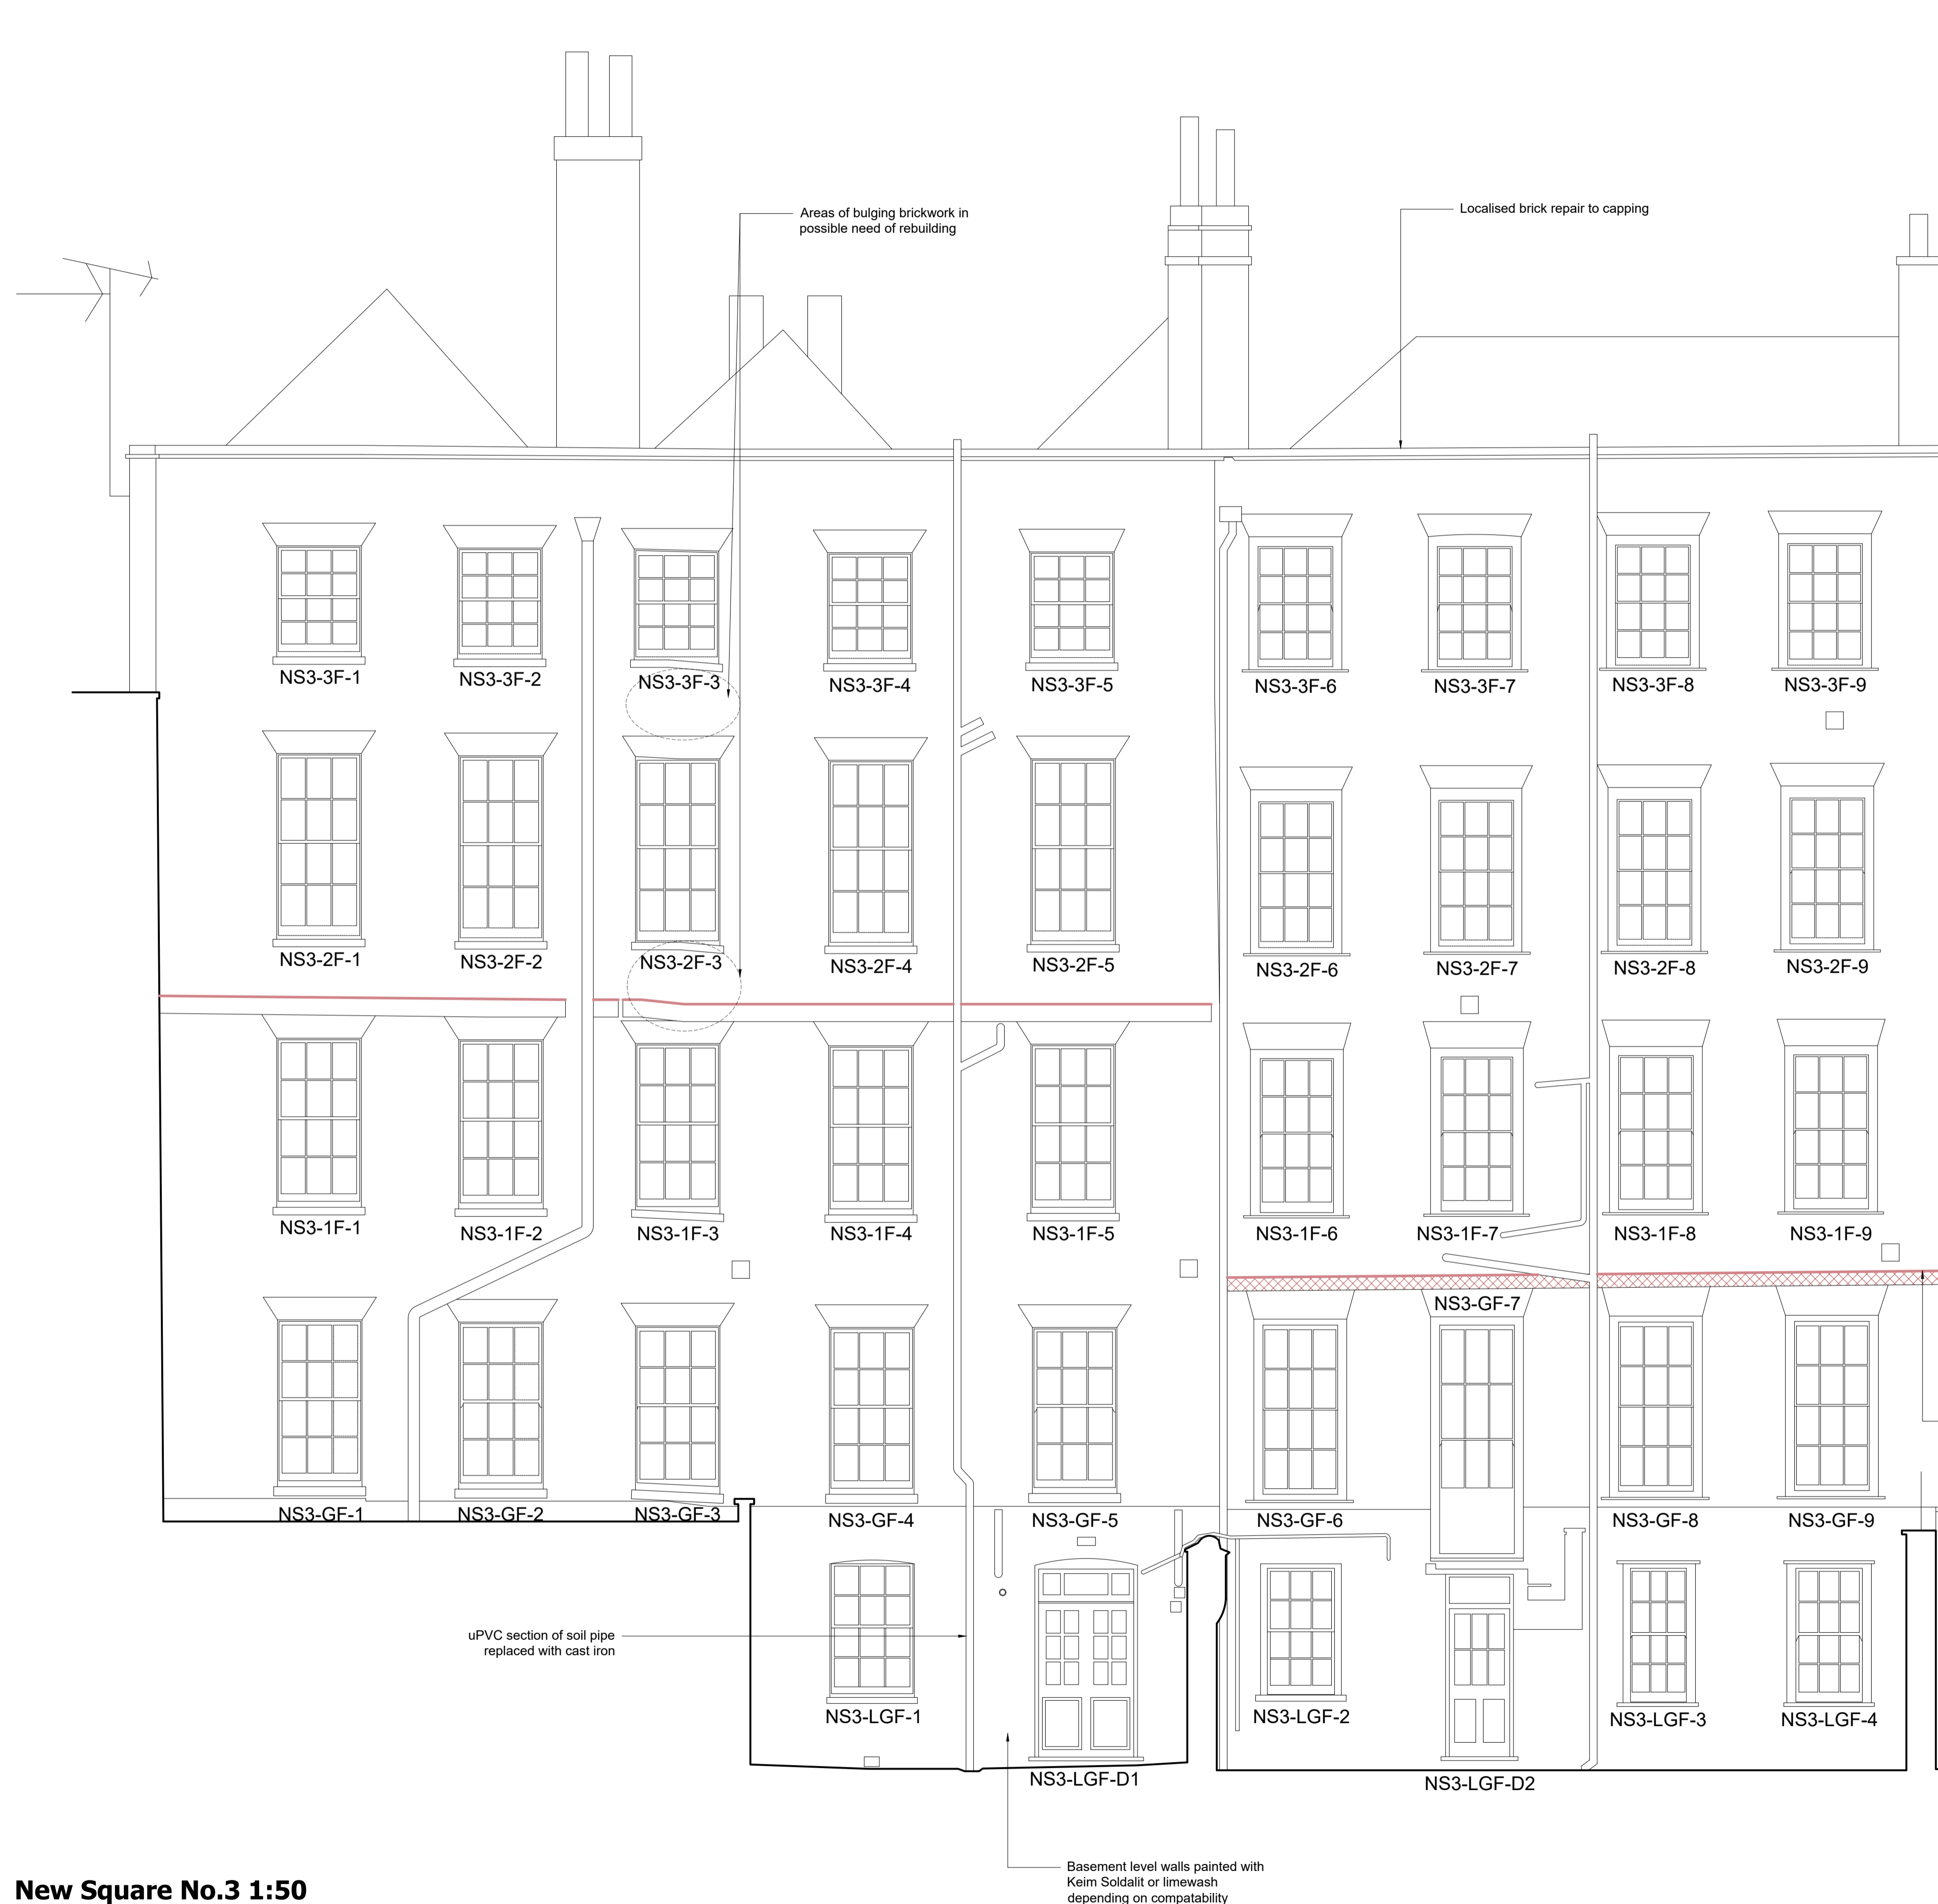 Areas of bulging brickwork in
possible need of rebuilding
Localised brick repair to capping
NS3-3F-1
NS3-3F-2
NS3-3F-3
NS3-3F-4
NS3-3F-5
NS3-3F-6
NS3-3F-7
NS3-3F-8
NS3-3F-9
NS3-2F-1
NS3-2F-2
NS3-2F-3
NS3-2F-4
NS3-2F-5
NS3-2F-6
NS3-2F-7
NS3-2F-8
NS3-2F-9
NS3-1F-1
NS3-1F-2
NS3-1F-3
NS3-1F-4
NS3-1F-5
NS3-1F-6
NS3-1F-7
NS3-1F-8
NS3-1F-9
NS3-GF-7
NS3-GF-1
NS3-GF-2
NS3-GF-3
NS3-GF-4
NS3-GF-5
NS3-GF-6
NS3-GF-8
NS3-GF-9
uPVC section of soil pipe
replaced with cast iron
NS3-LGF-1
NS3-LGF-2
NS3-LGF-3
NS3-LGF-4
NS3-LGF-D1
NS3-LGF-D2
Basement level walls painted with
Keim Soldalit or limewash
depending on compatability
New Square No.3 1:50